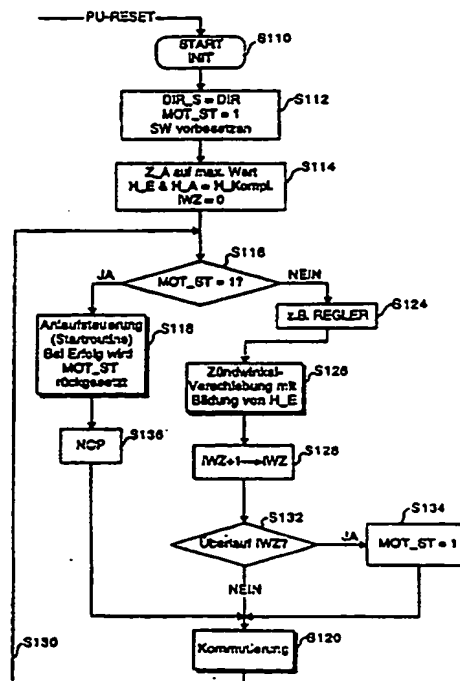 PU-RESET
START
INIT
S110
DIR_S = DIR
MOT_ST = 1
SW vorbesetzen
S112
Z_A auf max. Wert
H_E & H_A = H_Kompl.
IWZ = 0
S114
S116
JA
MOT_ST = 1?
NEIN
Anlaufsteuerung
(Startroutine)
Bei Erfolg wird
MOT_ST
rückgesetzt
S118
z.B. REGLER
S124
Zündwinkel-
Verschiebung mit
Bildung von H_E
S126
NOP
S136
IWZ+1→IWZ
S128
S132
Überlauf IWZ?
JA
S134
MOT_ST = 1
NEIN
S130
Kommutierung
S120